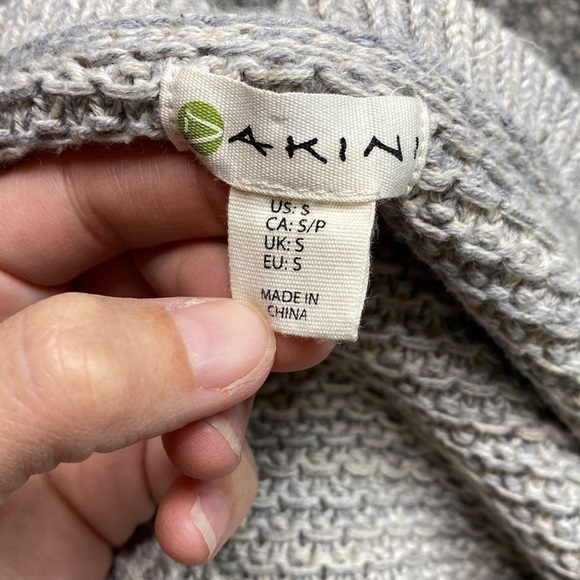 AKINI
US: S
CA: S/P
UK: S
EU: S
MADE IN
CHINA